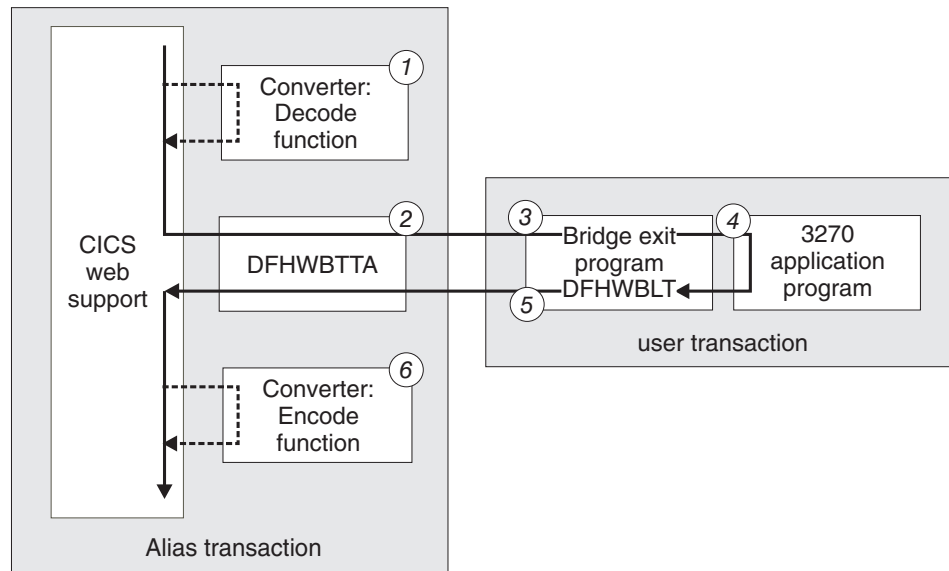 1
Converter:
Decode
function
CICS
web
support
2
DFHWBTTA
3
Bridge exit
program
DFHWBLT
4
3270
application
program
5
user transaction
6
Converter:
Encode
function
Alias transaction